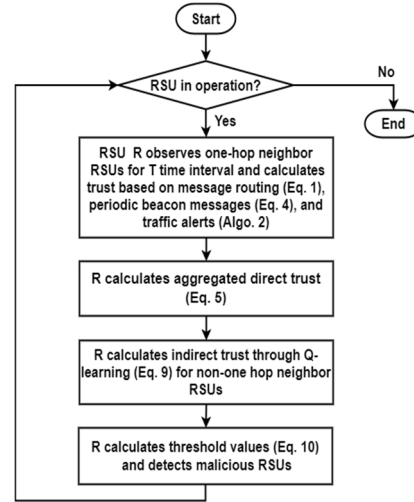 Start
RSU in operation?
No
Yes
End
RSU R observes one-hop neighbor
RSUs for T time interval and calculates
trust based on message routing (Eq. 1),
periodic beacon messages (Eq. 4), and
traffic alerts (Algo. 2)
R calculates aggregated direct trust
(Eq. 5)
R calculates indirect trust through Q-
learning (Eq. 9) for non-one hop neighbor
RSUs
R calculates threshold values (Eq. 10)
and detects malicious RSUs